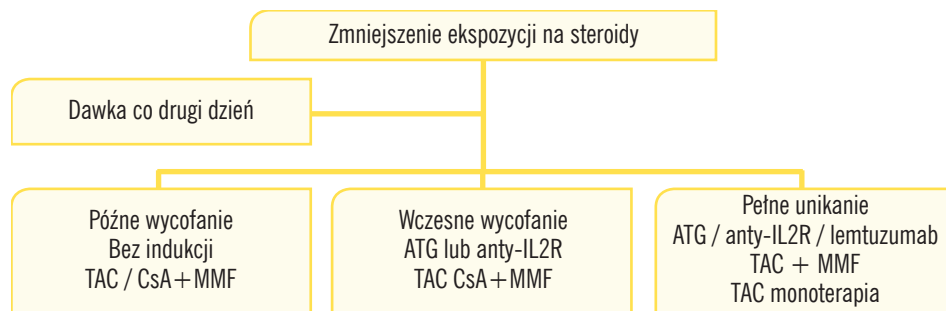 Zmniejszenie ekspozycji na steroidy
Dawka co drugi dzień
Późne wycofanie
Bez indukcji
TAC / CsA+MMF
Wczesne wycofanie
ATG lub anty-IL2R
TAC CsA+MMF
Pełne unikanie
ATG / anty-IL2R / lemtuzumab
TAC + MMF
TAC monoterapia